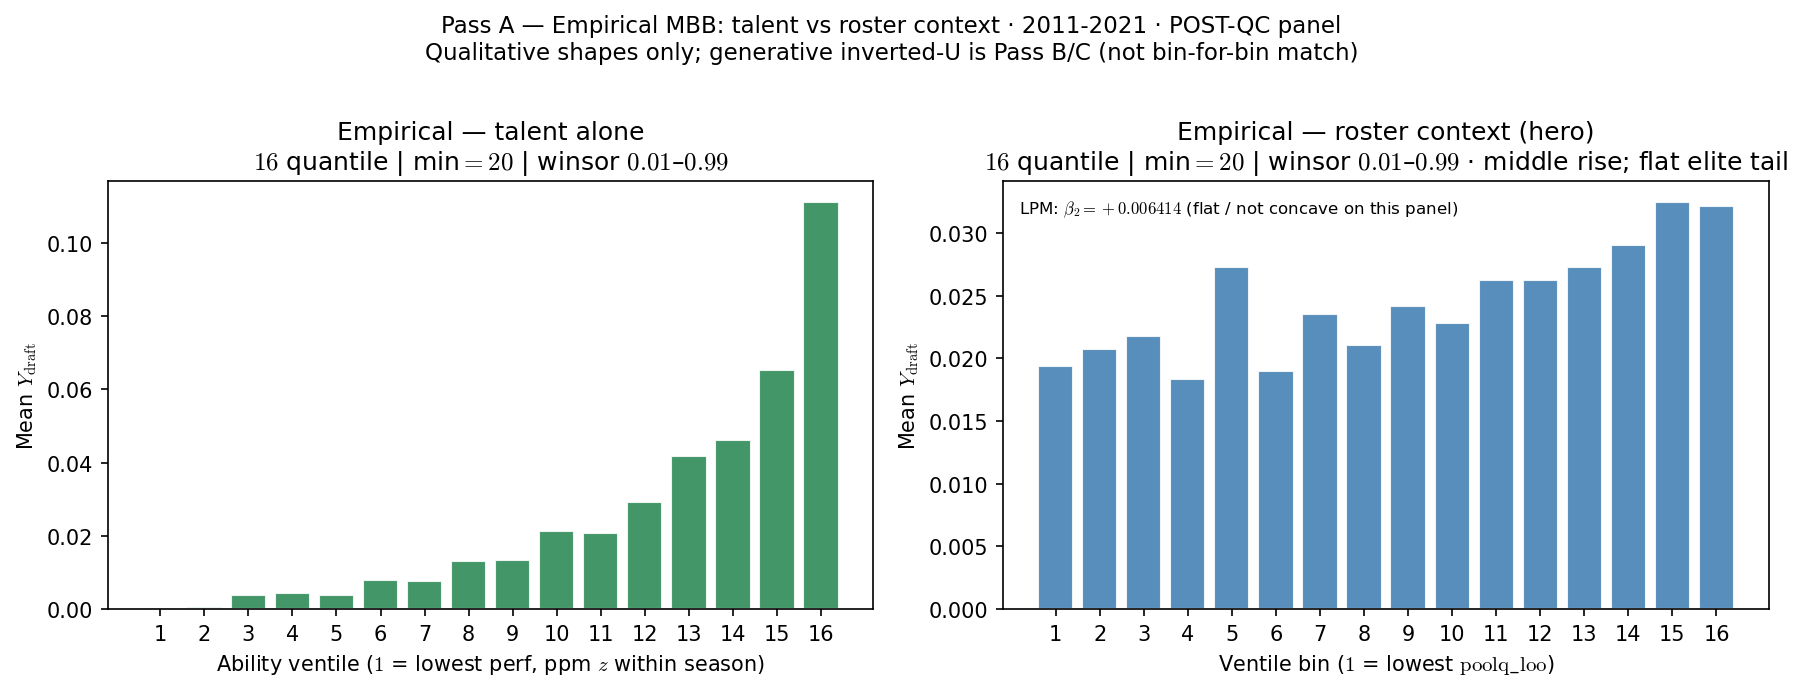 Pass A — Empirical MBB: talent vs roster context · 2011-2021 · POST-QC panel
Qualitative shapes only; generative inverted-U is Pass B/C (not bin-for-bin match)
Empirical — talent alone
16 quantile | min = 20 | winsor 0.01–0.99
Mean Y_draft
0.10
0.08
0.06
0.04
0.02
0.00
1 2 3 4 5 6 7 8 9 10 11 12 13 14 15 16
Ability ventile (1 = lowest perf, ppm z within season)
Empirical — roster context (hero)
16 quantile | min = 20 | winsor 0.01–0.99 · middle rise; flat elite tail
LPM: β₂ = +0.006414 (flat / not concave on this panel)
Mean Y_draft
0.030
0.025
0.020
0.015
0.010
0.005
0.000
1 2 3 4 5 6 7 8 9 10 11 12 13 14 15 16
Ventile bin (1 = lowest poolq_loo)